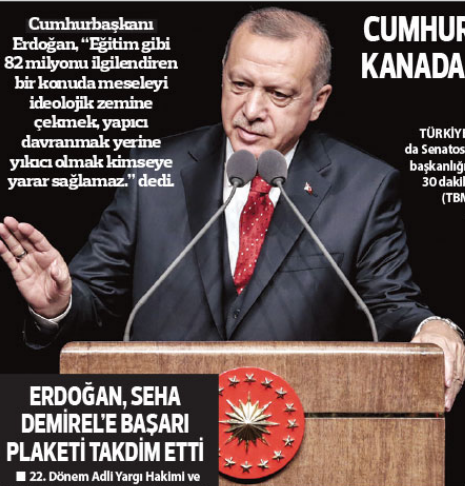 Cumhurbaşkanı
Erdoğan, “Eğitim gibi
82 milyonu ilgilendiren
bir konuda meseleyi
ideolojik zemine
çekmek, yapıcı
davranmak yerine
yıkıcı olmak kimseye
yarar sağlamaz.” dedi.
CUMHUR
KANADA
TÜRKİYE
da Senatos
başkanlığı
30 dakil
(TBM
ERDOĞAN, SEHA
DEMİREL’E BAŞARI
PLAKETİ TAKDİM ETTİ
■ 22. Dönem Adli Yargı Hakimi ve